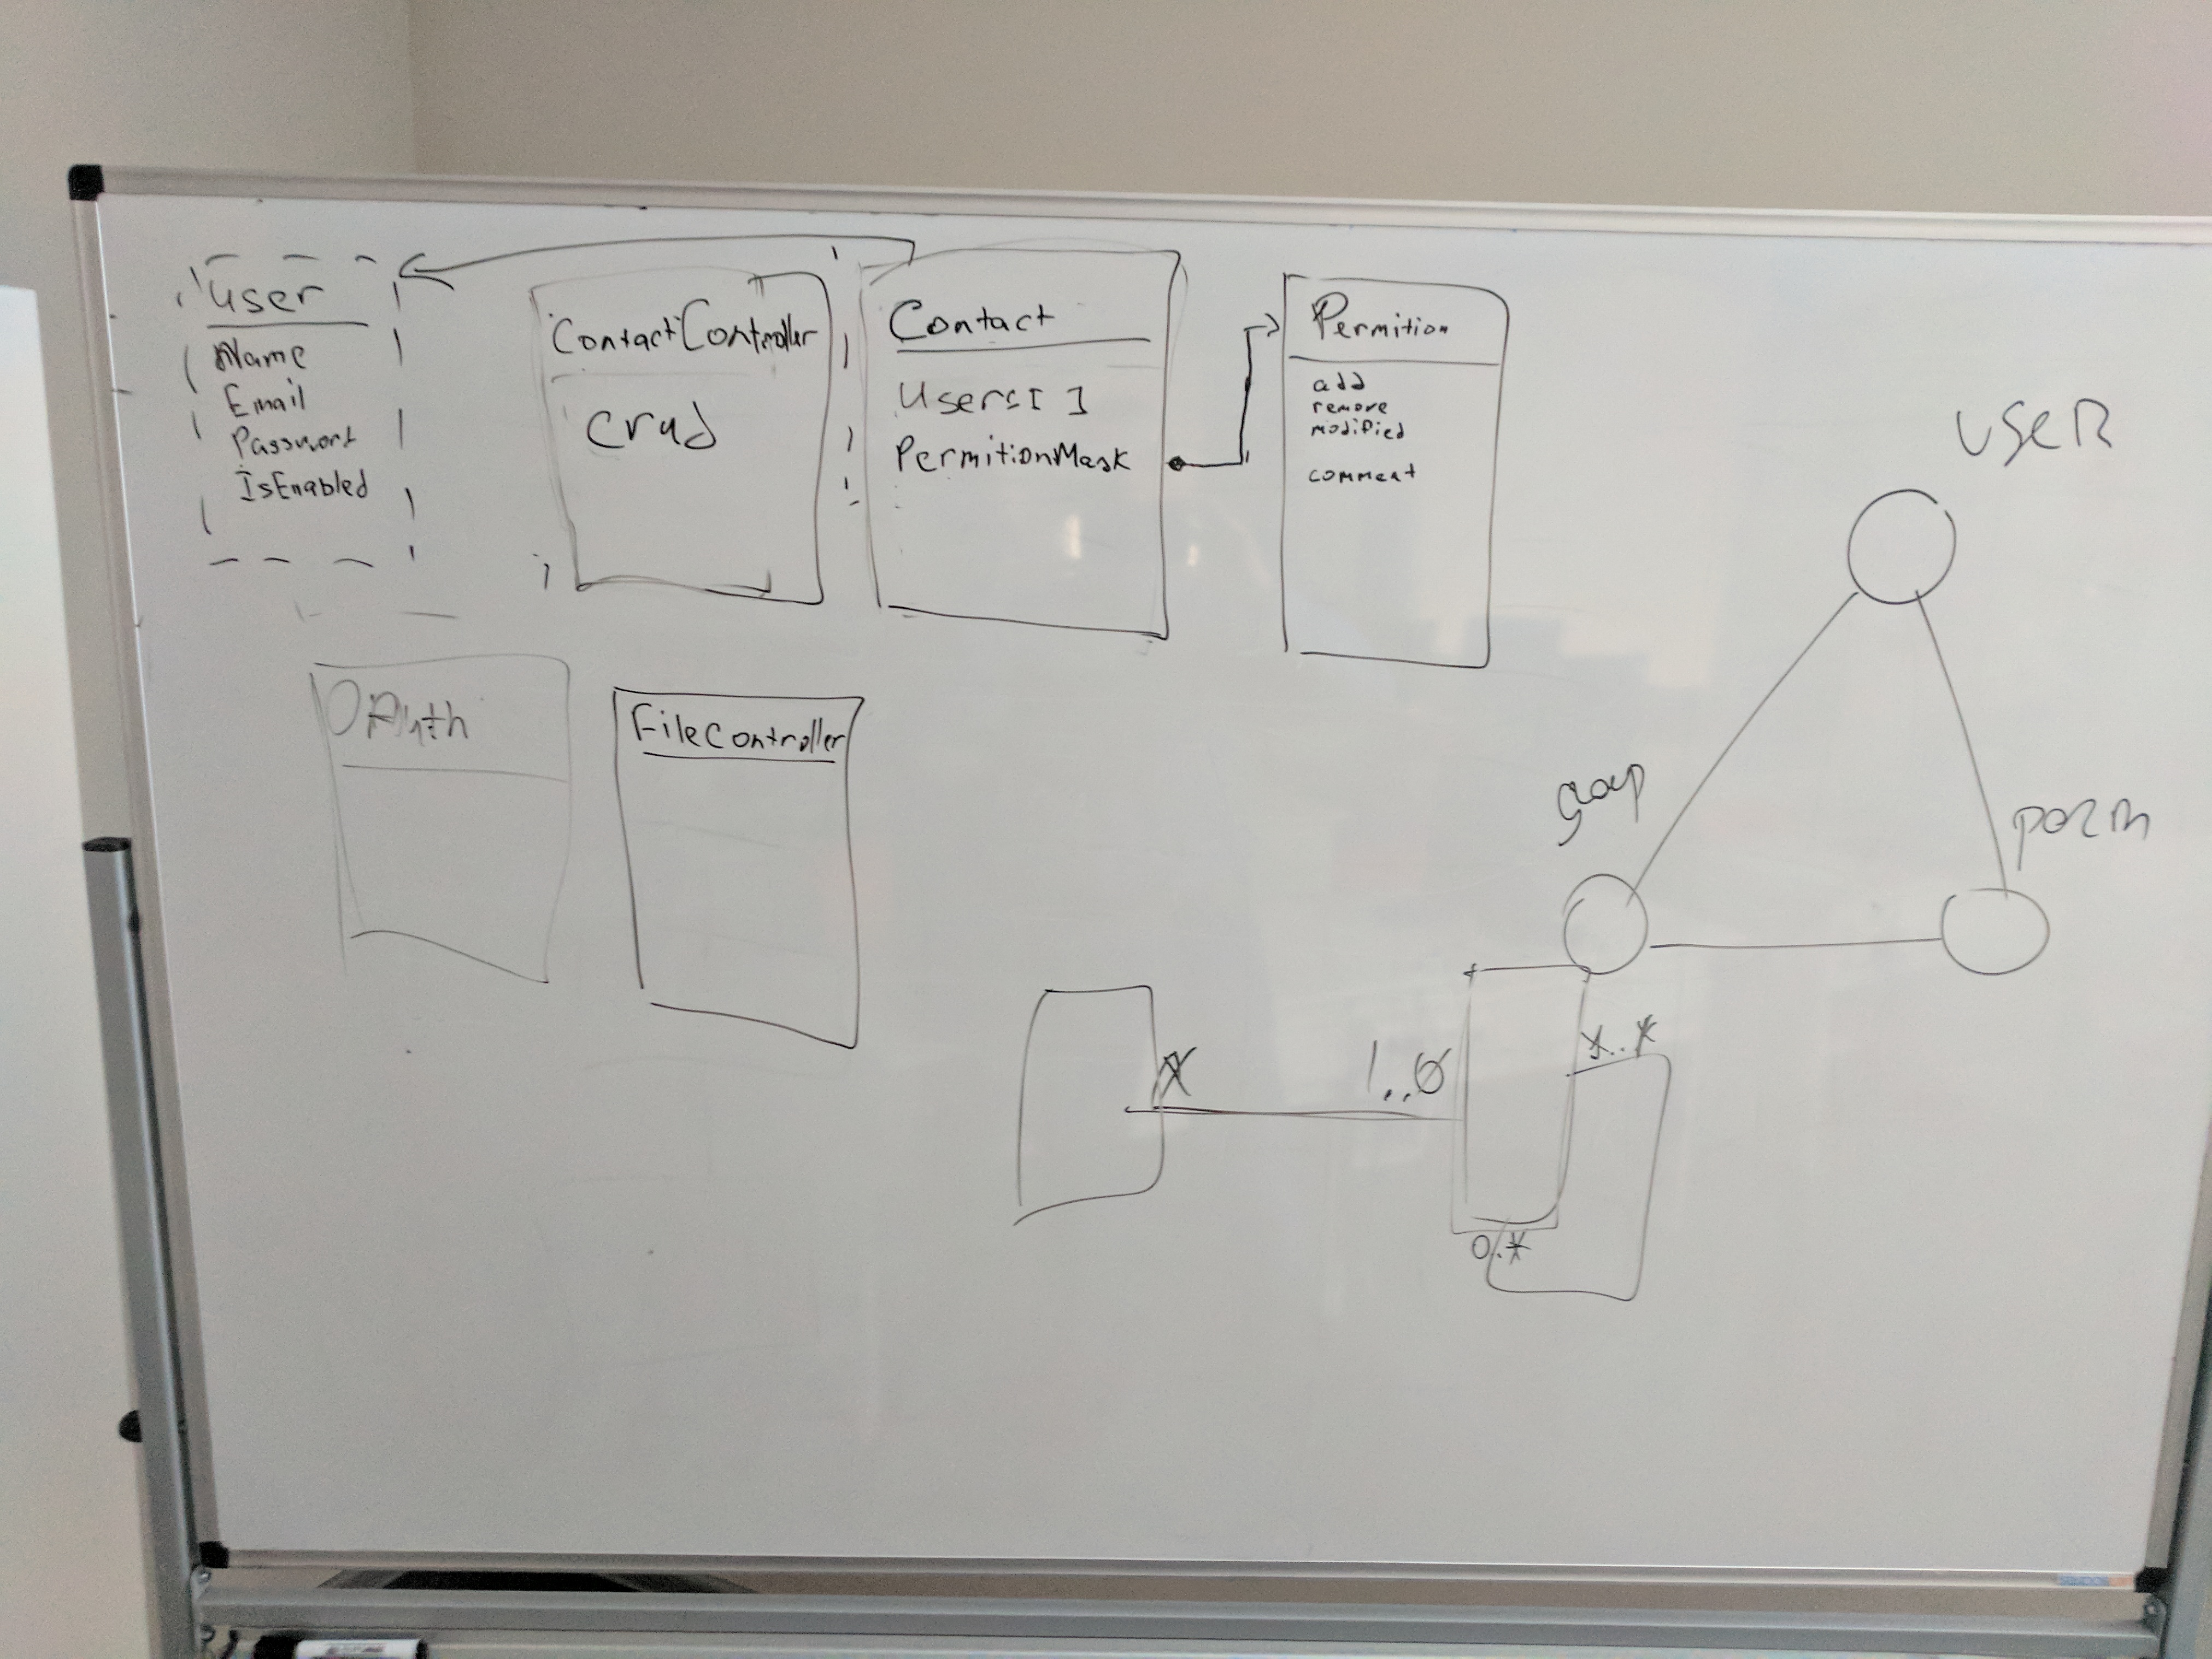 User
Name
Email
Password
IsEnabled
ContactController
Crud
Contact
Users[ ]
PermitionMask
Permition
add
remove
modified
comment
OAuth
FileController
USER
group
perm
*
1..0
*..*
0.*